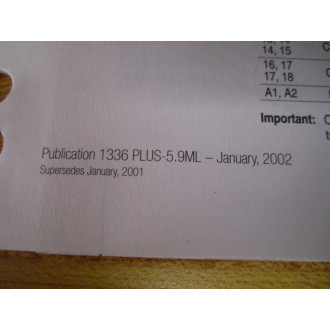 14, 15
C
16, 17
17, 18
A1, A2
Important:
Publication 1336 PLUS-5.9ML – January, 2002
Supersedes January, 2001